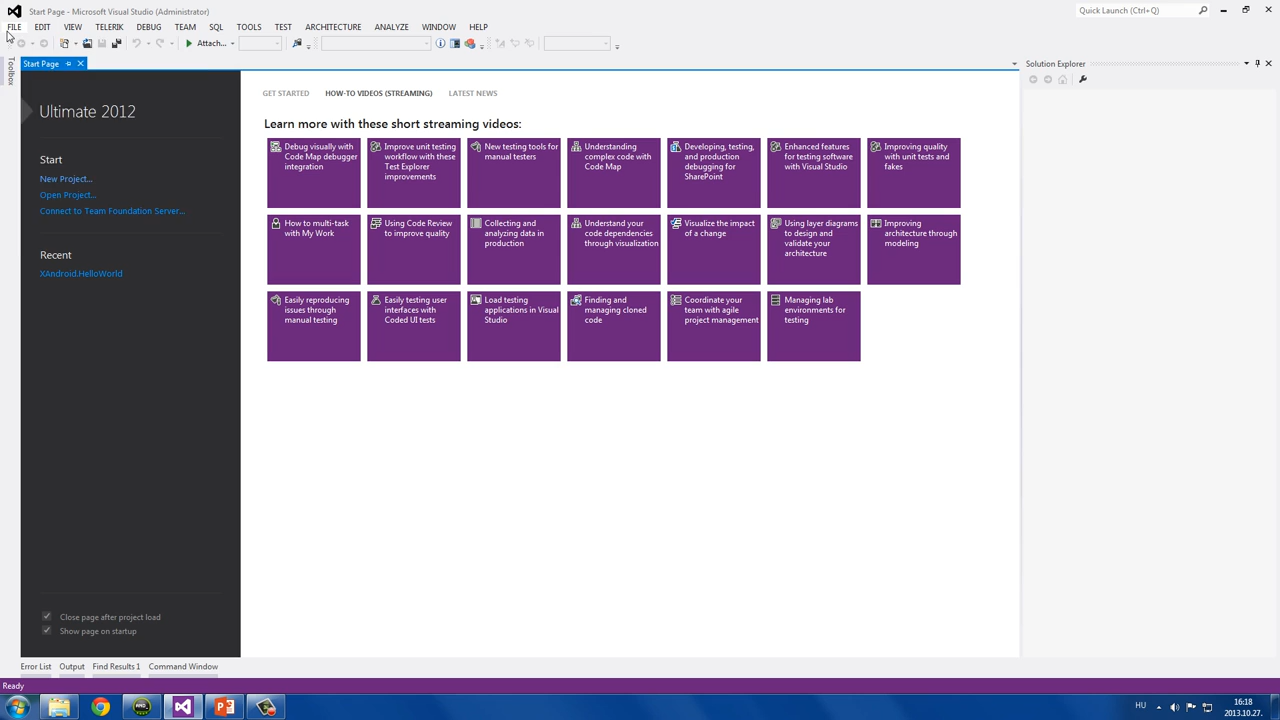 Start Page - Microsoft Visual Studio (Administrator)
Quick Launch (Ctrl+Q)
FILE EDIT VIEW TELERIK DEBUG TEAM SQL TOOLS TEST ARCHITECTURE ANALYZE WINDOW HELP
Attach...
Toolbox
Start Page
Solution Explorer
Ultimate 2012
Start
New Project...
Open Project...
Connect to Team Foundation Server...
Recent
XAndroid.HelloWorld
Close page after project load
Show page on startup
GET STARTED HOW-TO VIDEOS (STREAMING) LATEST NEWS
Learn more with these short streaming videos:
Debug visually with
Code Map debugger
integration
Improve unit testing
workflow with these
Test Explorer
improvements
New testing tools for
manual testers
Understanding
complex code with
Code Map
Developing, testing,
and production
debugging for
SharePoint
Enhanced features
for testing software
with Visual Studio
Improving quality
with unit tests and
fakes
How to multi-task
with My Work
Using Code Review
to improve quality
Collecting and
analyzing data in
production
Understand your
code dependencies
through visualization
Visualize the impact
of a change
Using layer diagrams
to design and
validate your
architecture
Improving
architecture through
modeling
Easily reproducing
issues through
manual testing
Easily testing user
interfaces with
Coded UI tests
Load testing
applications in Visual
Studio
Finding and
managing cloned
code
Coordinate your
team with agile
project management
Managing lab
environments for
testing
Error List Output Find Results 1 Command Window
Ready
HU
16:18
2013.10.27.